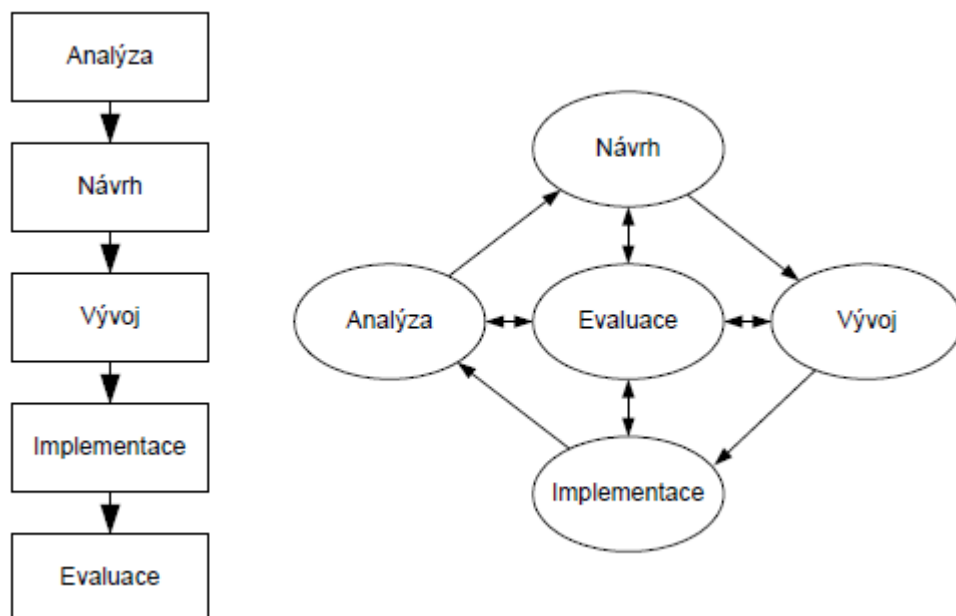 Analýza
Návrh
Vývoj
Implementace
Evaluace
Návrh
Analýza
Evaluace
Vývoj
Implementace